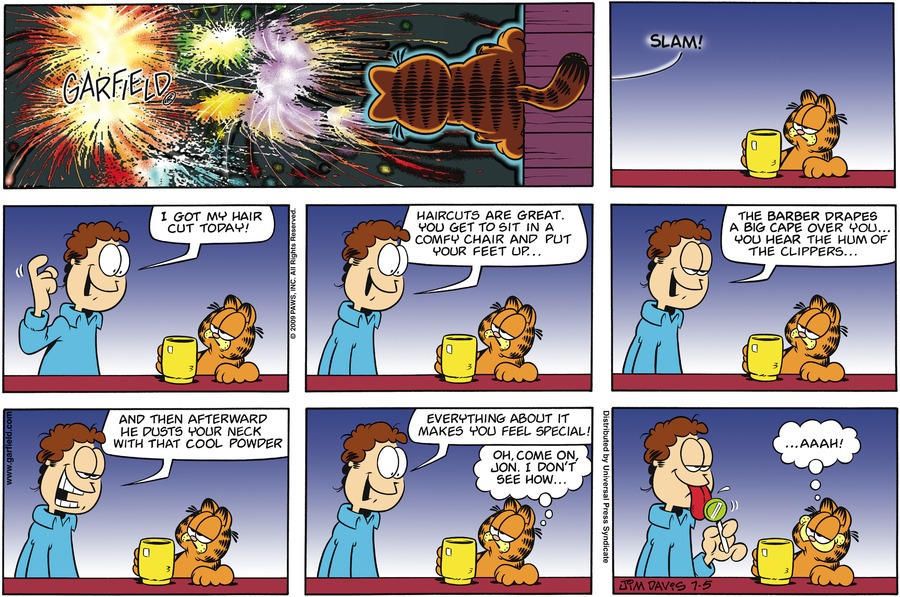 GARFIELD
SLAM!
I GOT MY HAIR
CUT TODAY!
© 2009 PAWS, INC. All Rights Reserved.
HAIRCUTS ARE GREAT.
YOU GET TO SIT IN A
COMFY CHAIR AND PUT
YOUR FEET UP...
THE BARBER DRAPES
A BIG CAPE OVER YOU...
YOU HEAR THE HUM OF
THE CLIPPERS...
www.garfield.com
AND THEN AFTERWARD
HE DUSTS YOUR NECK
WITH THAT COOL POWDER
EVERYTHING ABOUT IT
MAKES YOU FEEL SPECIAL!
OH, COME ON,
JON. I DON'T
SEE HOW...
Distributed by Universal Press Syndicate
...AAAH!
JIM DAVIS 7-5